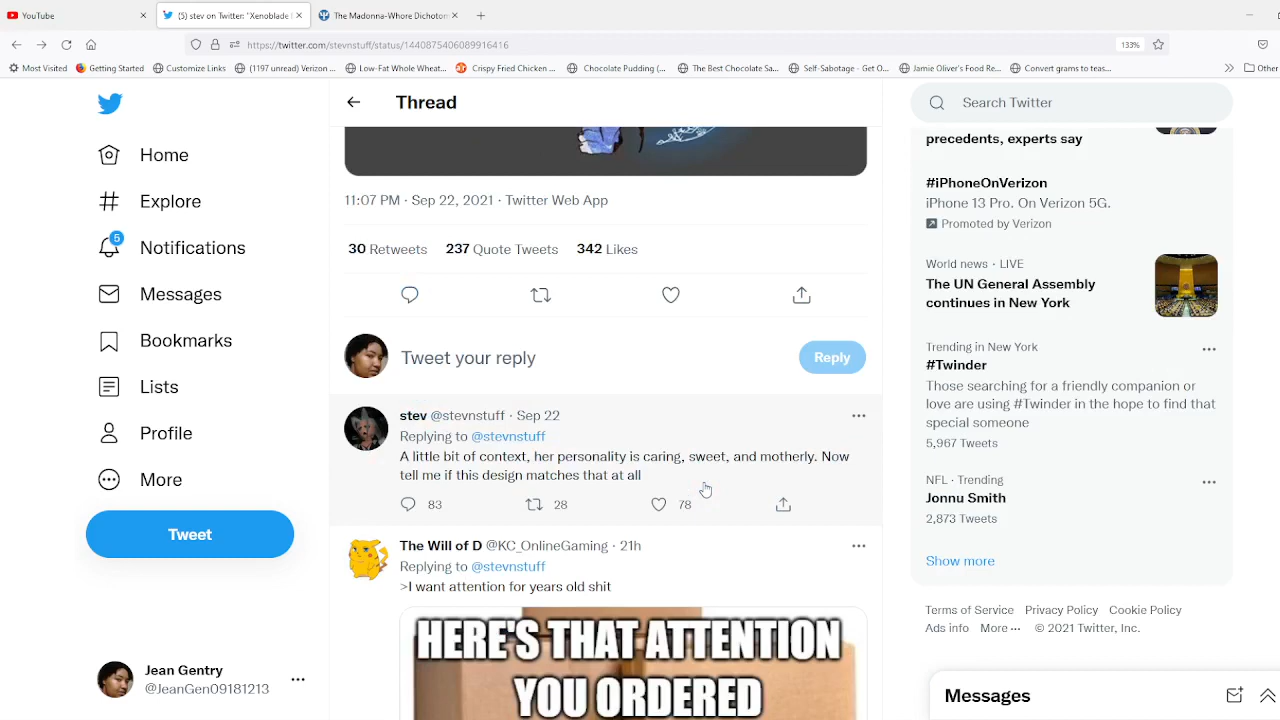 YouTube
(5) stev on Twitter: "Xenoblade
The Madonna-Whore Dichotom
https://twitter.com/stevnstuff/status/1440875406089916416
133%
Most Visited
Getting Started
Customize Links
(1197 unread) Verizon ...
Low-Fat Whole Wheat...
Crispy Fried Chicken ...
Chocolate Pudding (...
The Best Chocolate Sa...
Self-Sabotage - Get O...
Jamie Oliver's Food Re...
Convert grams to teas...
Other
Home
Explore
5
Notifications
Messages
Bookmarks
Lists
Profile
More
Tweet
Jean Gentry
@JeanGen09181213
Thread
11:07 PM · Sep 22, 2021 · Twitter Web App
30 Retweets 237 Quote Tweets 342 Likes
Tweet your reply
Reply
stev @stevnstuff · Sep 22
Replying to @stevnstuff
A little bit of context, her personality is caring, sweet, and motherly. Now
tell me if this design matches that at all
83 28 78
The Will of D @KC_OnlineGaming · 21h
Replying to @stevnstuff
>I want attention for years old shit
HERE'S THAT ATTENTION
YOU ORDERED
Search Twitter
precedents, experts say
#iPhoneOnVerizon
iPhone 13 Pro. On Verizon 5G.
Promoted by Verizon
World news · LIVE
The UN General Assembly
continues in New York
Trending in New York
#Twinder
Those searching for a friendly companion or
love are using #Twinder in the hope to find that
special someone
5,967 Tweets
NFL · Trending
Jonnu Smith
2,873 Tweets
Show more
Terms of Service Privacy Policy Cookie Policy
Ads info More ··· © 2021 Twitter, Inc.
Messages